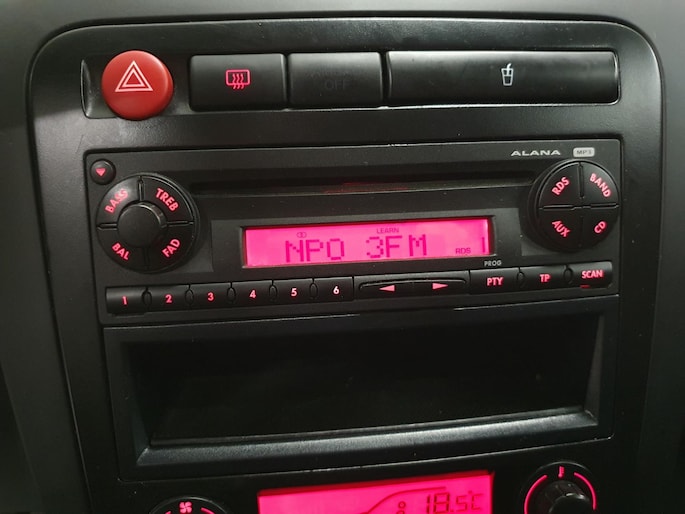 OFF
ALANA MP3
BASS TREB
BAL FAD
RDS BAND
AUX CD
LEARN
NPO 3FM
RDS 1
PROG
1 2 3 4 5 6 PTY TP SCAN
18.5°C